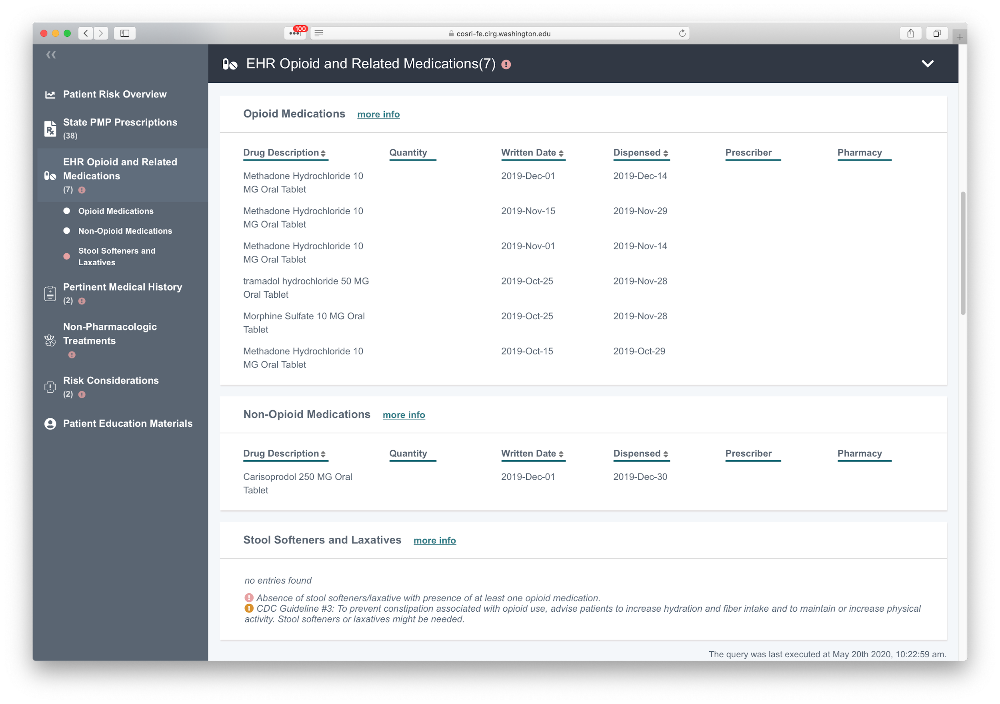 100
cosri-fe.cirg.washington.edu
Patient Risk Overview
State PMP Prescriptions
(38)
EHR Opioid and Related
Medications
(7)
Opioid Medications
Non-Opioid Medications
Stool Softeners and
Laxatives
Pertinent Medical History
(2)
Non-Pharmacologic
Treatments
Risk Considerations
(2)
Patient Education Materials
EHR Opioid and Related Medications(7)
Opioid Medications more info
Drug Description Quantity Written Date Dispensed Prescriber Pharmacy
Methadone Hydrochloride 10 2019-Dec-01 2019-Dec-14
MG Oral Tablet
Methadone Hydrochloride 10 2019-Nov-15 2019-Nov-29
MG Oral Tablet
Methadone Hydrochloride 10 2019-Nov-01 2019-Nov-14
MG Oral Tablet
tramadol hydrochloride 50 MG 2019-Oct-25 2019-Nov-28
Oral Tablet
Morphine Sulfate 10 MG Oral 2019-Oct-25 2019-Nov-28
Tablet
Methadone Hydrochloride 10 2019-Oct-15 2019-Oct-29
MG Oral Tablet
Non-Opioid Medications more info
Drug Description Quantity Written Date Dispensed Prescriber Pharmacy
Carisoprodol 250 MG Oral 2019-Dec-01 2019-Dec-30
Tablet
Stool Softeners and Laxatives more info
no entries found
Absence of stool softeners/laxative with presence of at least one opioid medication.
CDC Guideline #3: To prevent constipation associated with opioid use, advise patients to increase hydration and fiber intake and to maintain or increase physical
activity. Stool softeners or laxatives might be needed.
The query was last executed at May 20th 2020, 10:22:59 am.